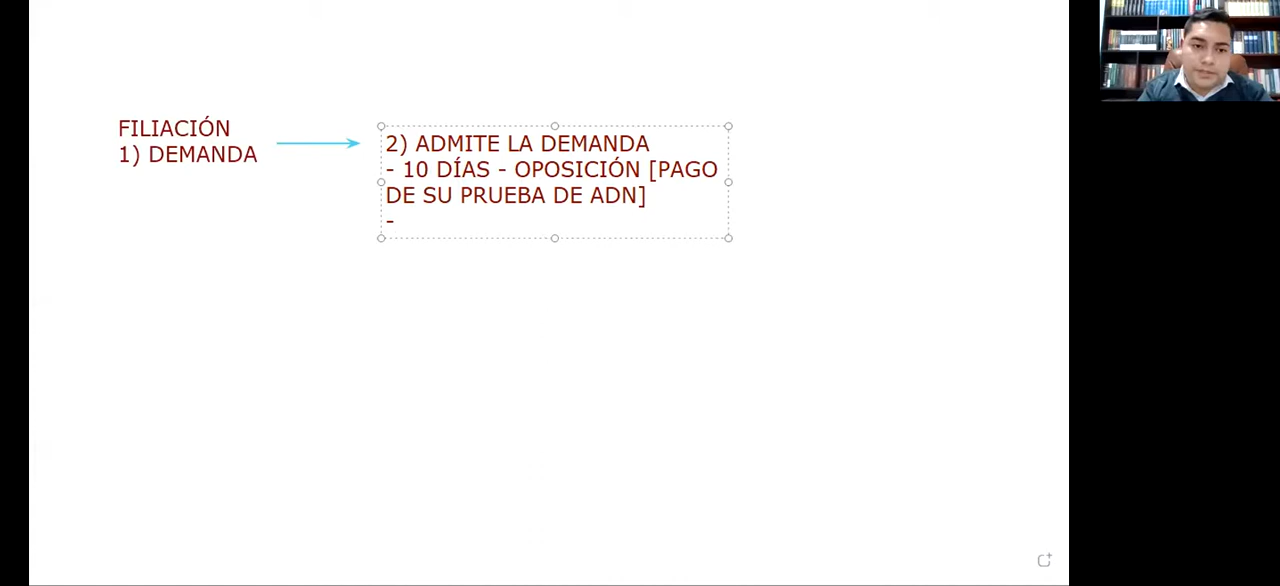 FILIACIÓN
1) DEMANDA
2) ADMITE LA DEMANDA
- 10 DÍAS - OPOSICIÓN [PAGO
DE SU PRUEBA DE ADN]
-